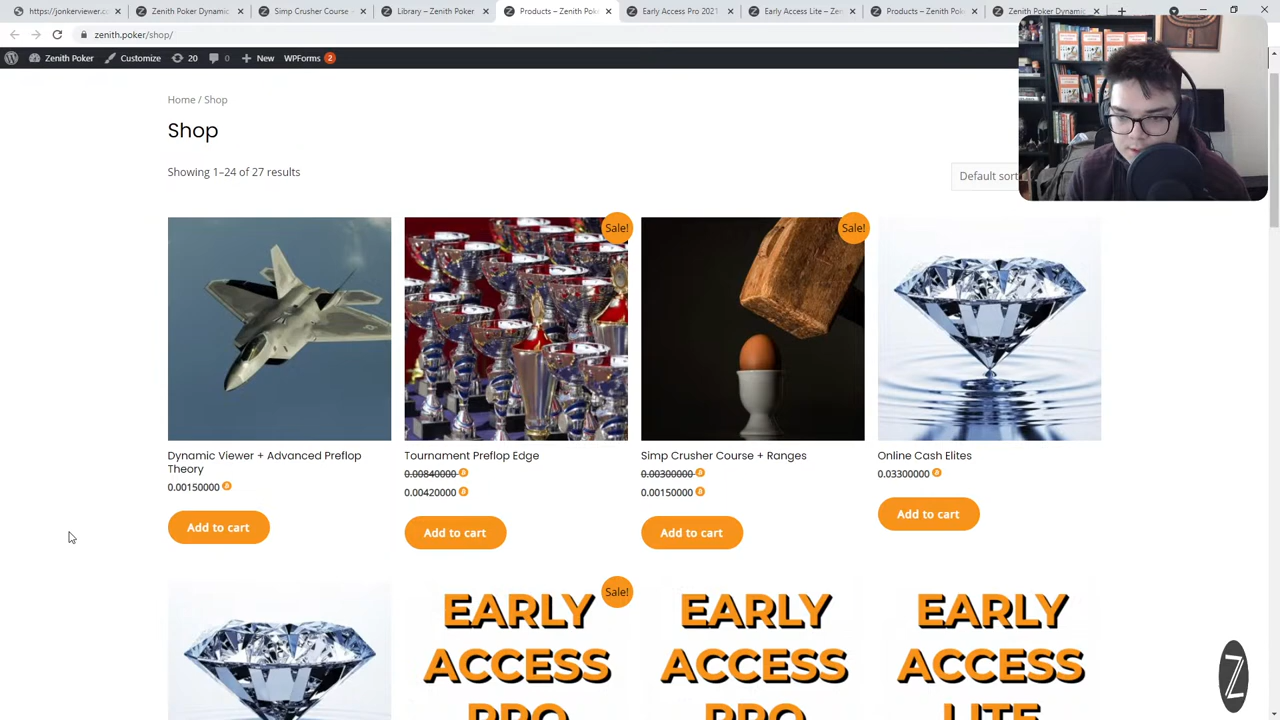 https://jonkerviewer.c
Zenith Poker Dynamic
Simp Crusher Course –
Library – Zenith Poker
Products – Zenith Pok
Early Access Pro 2021
Early Access Lite – Zen
Products – Zenith Pok
Zenith Poker Dynamic
zenith.poker/shop/
Zenith Poker
Customize
20
0
New
WPForms 2
Home / Shop
Shop
Showing 1–24 of 27 results
Default sort
Sale!
Sale!
Dynamic Viewer + Advanced Preflop
Theory
0.00150000
Add to cart
Tournament Preflop Edge
0.00840000
0.00420000
Add to cart
Simp Crusher Course + Ranges
0.00300000
0.00150000
Add to cart
Online Cash Elites
0.03300000
Add to cart
Sale!
EARLY
ACCESS
PRO
EARLY
ACCESS
PRO
EARLY
ACCESS
LITE
Z